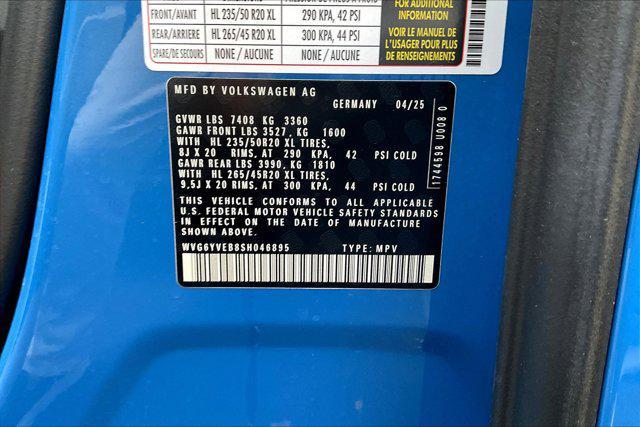 FOR ADDITIONAL
INFORMATION
FRONT/AVANT HL 235/50 R20 XL 290 KPA, 42 PSI
REAR/ARRIERE HL 265/45 R20 XL 300 KPA, 44 PSI
SPARE/DE SECOURS NONE / AUCUNE NONE / AUCUNE
VOIR LE MANUEL DE
L'USAGER POUR PLUS
DE RENSEIGNEMENTS
MFD BY VOLKSWAGEN AG
GERMANY 04/25
GVWR LBS 7408 KG 3360
GAWR FRONT LBS 3527, KG 1600
WITH HL 235/50R20 XL TIRES,
8J X 20 RIMS, AT 290 KPA, 42 PSI COLD
GAWR REAR LBS 3990, KG 1810
WITH HL 265/45R20 XL TIRES,
9,5J X 20 RIMS, AT 300 KPA, 44 PSI COLD
THIS VEHICLE CONFORMS TO ALL APPLICABLE
U.S. FEDERAL MOTOR VEHICLE SAFETY STANDARDS
IN EFFECT ON THE DATE OF MANUFACTURE
SHOWN ABOVE.
WVG6YVEB8SH046895 TYPE: MPV
1744598 U008 0